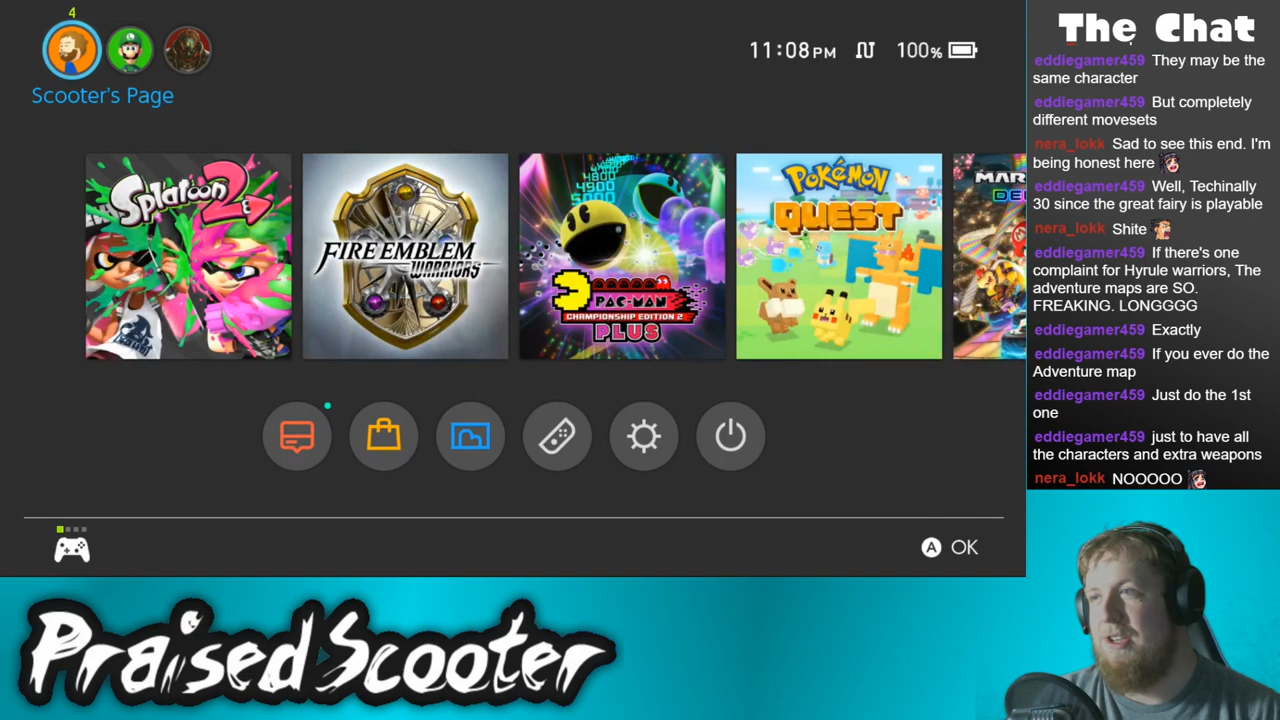 4
Scooter's Page
11:08PM
100%
Splatoon 2
FIRE EMBLEM
WARRIORS
4800
4900
5000
PAC-MAN
CHAMPIONSHIP EDITION 2
PLUS
POKÉMON
QUEST
MAR
DE
A OK
PraisedScooter
The Chat
eddiegamer459 They may be the
same character
eddiegamer459 But completely
different movesets
nera_lokk Sad to see this end. I'm
being honest here
eddiegamer459 Well, Techinally
30 since the great fairy is playable
nera_lokk Shite
eddiegamer459 If there's one
complaint for Hyrule warriors, The
adventure maps are SO.
FREAKING. LONGGGG
eddiegamer459 Exactly
eddiegamer459 If you ever do the
Adventure map
eddiegamer459 Just do the 1st
one
eddiegamer459 just to have all
the characters and extra weapons
nera_lokk NOOOOO